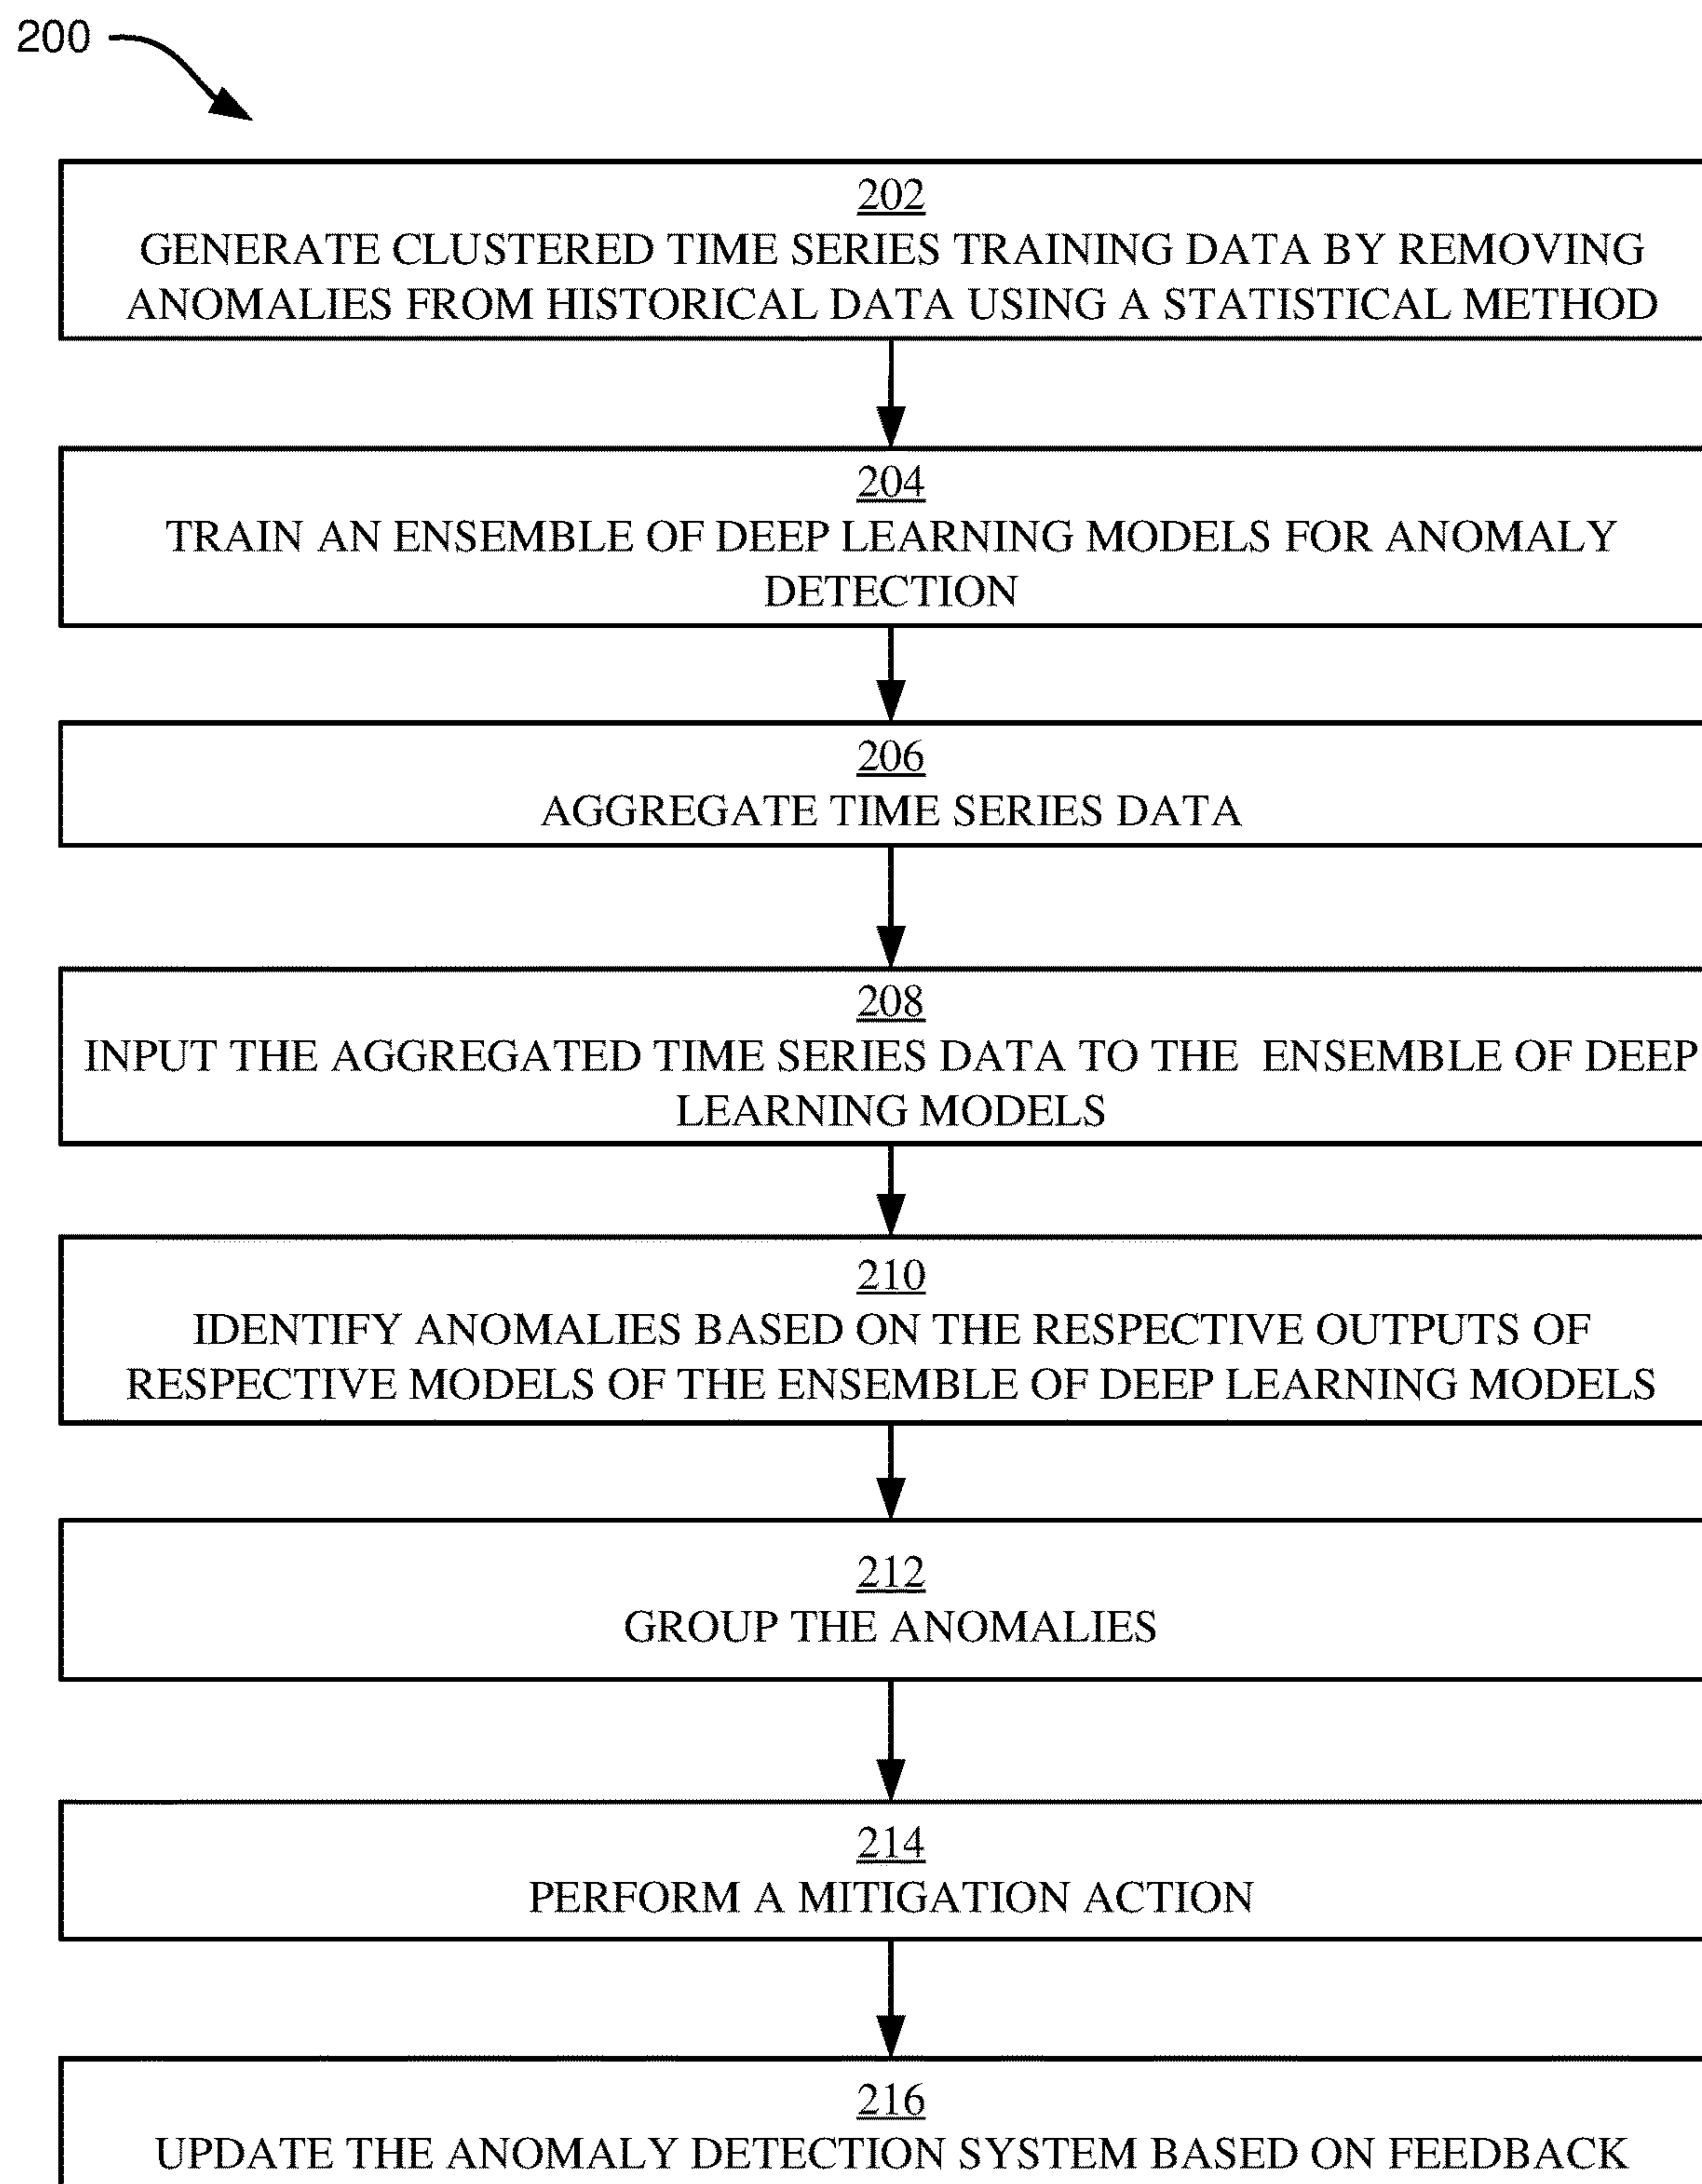 200
202
GENERATE CLUSTERED TIME SERIES TRAINING DATA BY REMOVING
ANOMALIES FROM HISTORICAL DATA USING A STATISTICAL METHOD
204
TRAIN AN ENSEMBLE OF DEEP LEARNING MODELS FOR ANOMALY
DETECTION
206
AGGREGATE TIME SERIES DATA
208
INPUT THE AGGREGATED TIME SERIES DATA TO THE ENSEMBLE OF DEEP
LEARNING MODELS
210
IDENTIFY ANOMALIES BASED ON THE RESPECTIVE OUTPUTS OF
RESPECTIVE MODELS OF THE ENSEMBLE OF DEEP LEARNING MODELS
212
GROUP THE ANOMALIES
214
PERFORM A MITIGATION ACTION
216
UPDATE THE ANOMALY DETECTION SYSTEM BASED ON FEEDBACK